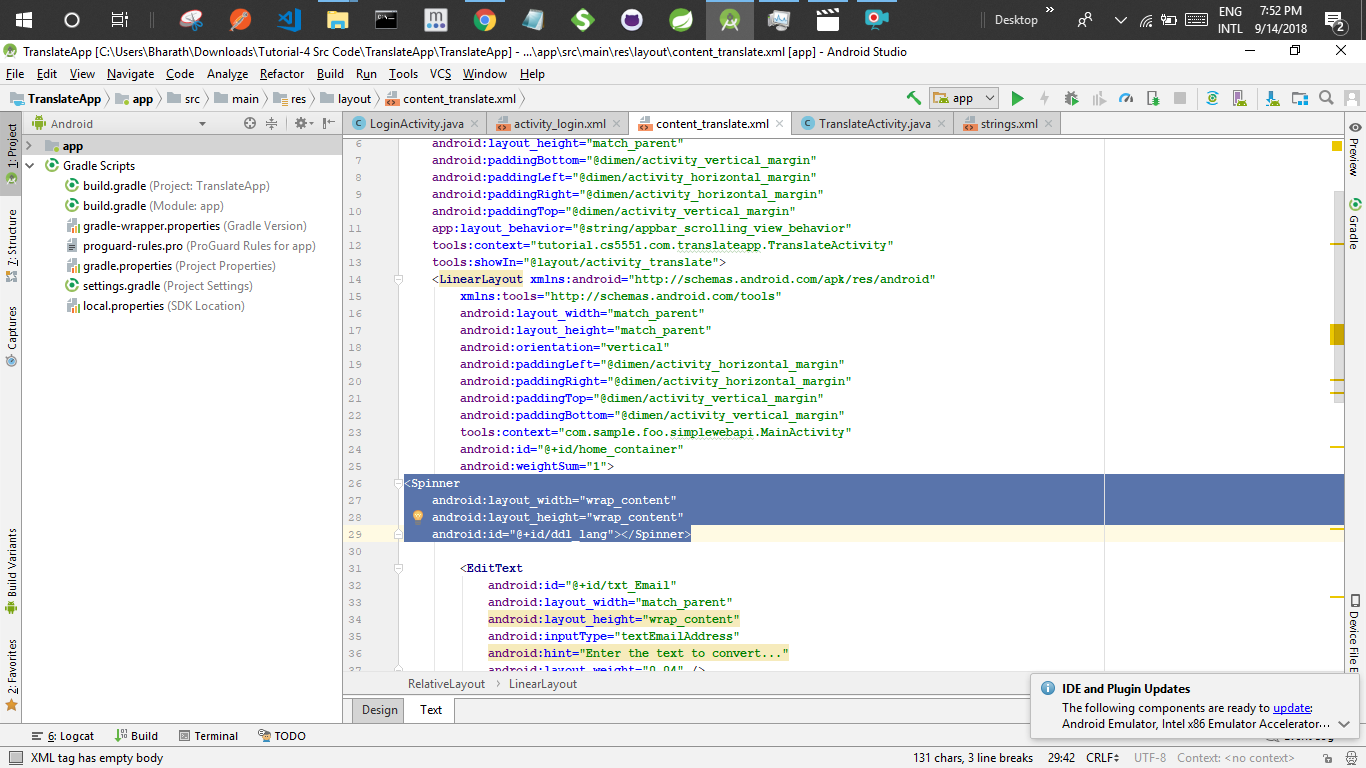 Desktop
»
ENG
INTL
7:52 PM
9/14/2018
2
TranslateApp [C:\Users\Bharath\Downloads\Tutorial-4 Src Code\TranslateApp\TranslateApp] - ...\app\src\main\res\layout\content_translate.xml [app] - Android Studio
File Edit View Navigate Code Analyze Refactor Build Run Tools VCS Window Help
TranslateApp app src main res layout content_translate.xml
app
Android
LoginActivity.java activity_login.xml content_translate.xml TranslateActivity.java strings.xml
1: Project
7: Structure
Captures
Build Variants
2: Favorites
app
Gradle Scripts
build.gradle (Project: TranslateApp)
build.gradle (Module: app)
gradle-wrapper.properties (Gradle Version)
proguard-rules.pro (ProGuard Rules for app)
gradle.properties (Project Properties)
settings.gradle (Project Settings)
local.properties (SDK Location)
6 android:layout_height="match_parent"
7 android:paddingBottom="@dimen/activity_vertical_margin"
8 android:paddingLeft="@dimen/activity_horizontal_margin"
9 android:paddingRight="@dimen/activity_horizontal_margin"
10 android:paddingTop="@dimen/activity_vertical_margin"
11 app:layout_behavior="@string/appbar_scrolling_view_behavior"
12 tools:context="tutorial.cs5551.com.translateapp.TranslateActivity"
13 tools:showIn="@layout/activity_translate">
14 <LinearLayout xmlns:android="http://schemas.android.com/apk/res/android"
15 xmlns:tools="http://schemas.android.com/tools"
16 android:layout_width="match_parent"
17 android:layout_height="match_parent"
18 android:orientation="vertical"
19 android:paddingLeft="@dimen/activity_horizontal_margin"
20 android:paddingRight="@dimen/activity_horizontal_margin"
21 android:paddingTop="@dimen/activity_vertical_margin"
22 android:paddingBottom="@dimen/activity_vertical_margin"
23 tools:context="com.sample.foo.simplewebapi.MainActivity"
24 android:id="@+id/home_container"
25 android:weightSum="1">
26 <Spinner
27 android:layout_width="wrap_content"
28 android:layout_height="wrap_content"
29 android:id="@+id/ddl_lang"></Spinner>
30
31 <EditText
32 android:id="@+id/txt_Email"
33 android:layout_width="match_parent"
34 android:layout_height="wrap_content"
35 android:inputType="textEmailAddress"
36 android:hint="Enter the text to convert..."
37 android:layout_weight="0.04" />
Preview
Gradle
Device File E
RelativeLayout › LinearLayout
Design Text
IDE and Plugin Updates
The following components are ready to update:
Android Emulator, Intel x86 Emulator Accelerator...
6: Logcat Build Terminal TODO
XML tag has empty body
131 chars, 3 line breaks 29:42 CRLF UTF-8 Context: <no context>